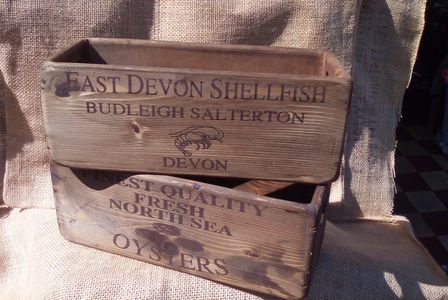 EAST DEVON SHELLFISH
BUDLEIGH SALTERTON
DEVON
QUALITY
FRESH
NORTH SEA
OYSTERS